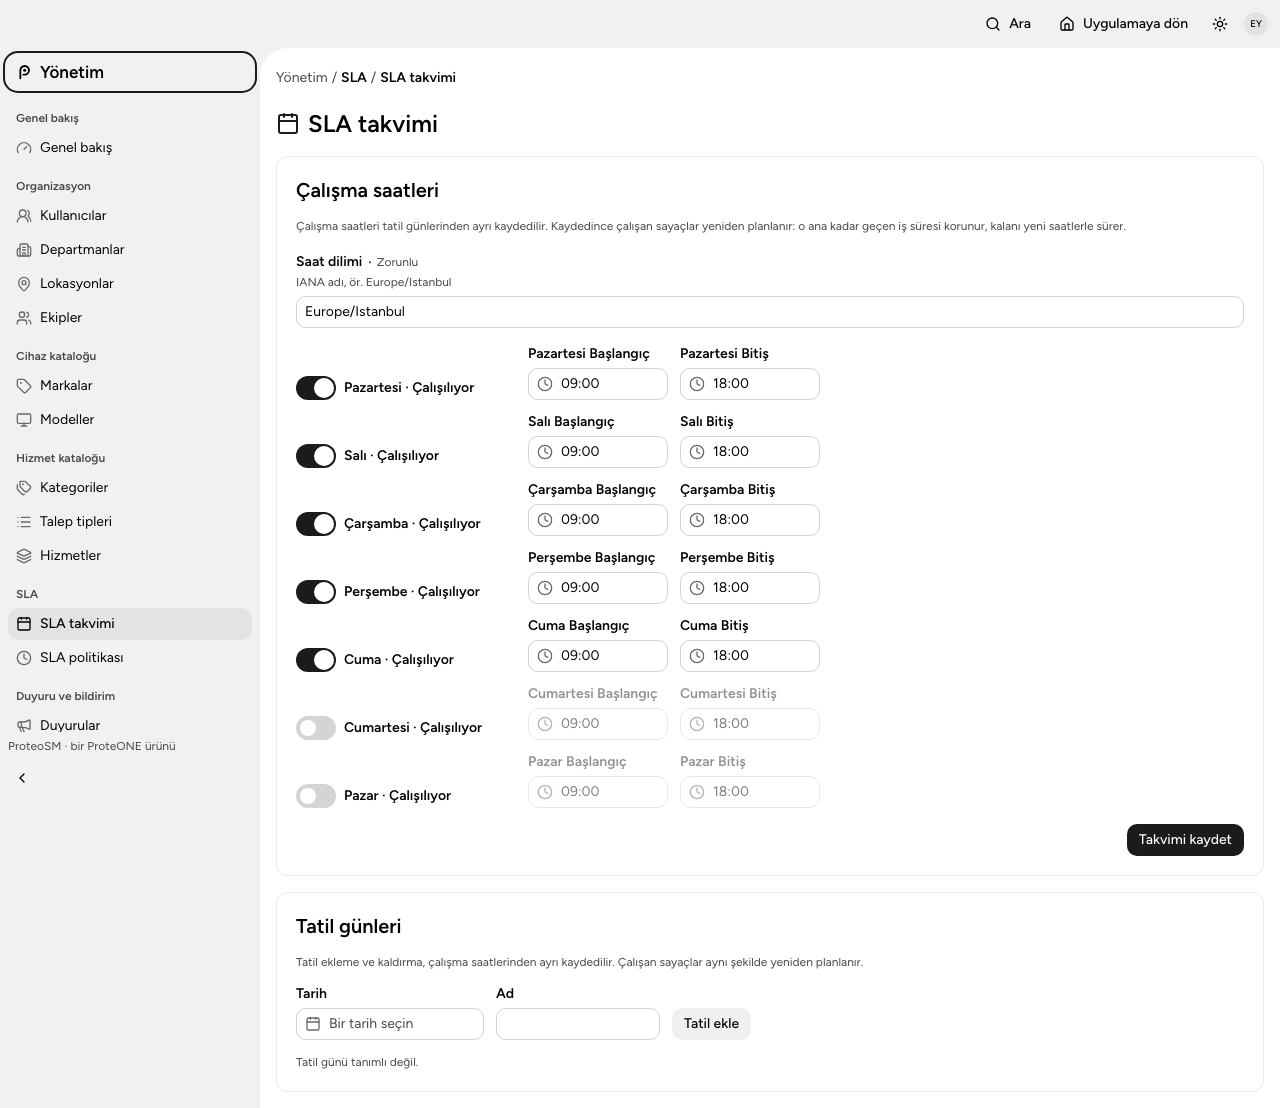 Ara
Uygulamaya dön
EY
Yönetim
Genel bakış
Genel bakış
Organizasyon
Kullanıcılar
Departmanlar
Lokasyonlar
Ekipler
Cihaz kataloğu
Markalar
Modeller
Hizmet kataloğu
Kategoriler
Talep tipleri
Hizmetler
SLA
SLA takvimi
SLA politikası
Duyuru ve bildirim
Duyurular
ProteoSM · bir ProteONE ürünü
Yönetim / SLA / SLA takvimi
SLA takvimi
Çalışma saatleri
Çalışma saatleri tatil günlerinden ayrı kaydedilir. Kaydedince çalışan sayaçlar yeniden planlanır: o ana kadar geçen iş süresi korunur, kalanı yeni saatlerle sürer.
Saat dilimi · Zorunlu
IANA adı, ör. Europe/Istanbul
Europe/Istanbul
Pazartesi Başlangıç Pazartesi Bitiş
Pazartesi · Çalışılıyor 09:00 18:00
Salı Başlangıç Salı Bitiş
Salı · Çalışılıyor 09:00 18:00
Çarşamba Başlangıç Çarşamba Bitiş
Çarşamba · Çalışılıyor 09:00 18:00
Perşembe Başlangıç Perşembe Bitiş
Perşembe · Çalışılıyor 09:00 18:00
Cuma Başlangıç Cuma Bitiş
Cuma · Çalışılıyor 09:00 18:00
Cumartesi Başlangıç Cumartesi Bitiş
Cumartesi · Çalışılıyor 09:00 18:00
Pazar Başlangıç Pazar Bitiş
Pazar · Çalışılıyor 09:00 18:00
Takvimi kaydet
Tatil günleri
Tatil ekleme ve kaldırma, çalışma saatlerinden ayrı kaydedilir. Çalışan sayaçlar aynı şekilde yeniden planlanır.
Tarih Ad
Bir tarih seçin Tatil ekle
Tatil günü tanımlı değil.